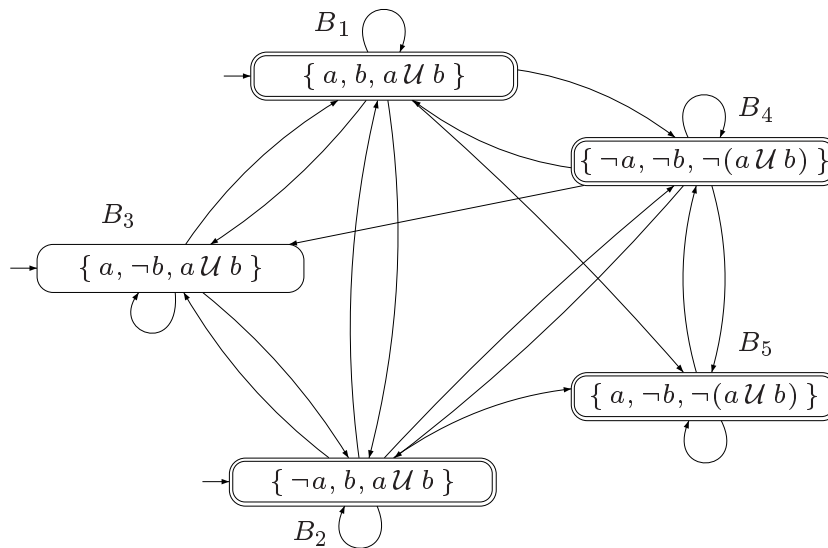 B₁
{ a, b, a U b }
B₄
{ ¬a, ¬b, ¬(a U b) }
B₃
{ a, ¬b, a U b }
B₅
{ a, ¬b, ¬(a U b) }
{ ¬a, b, a U b }
B₂